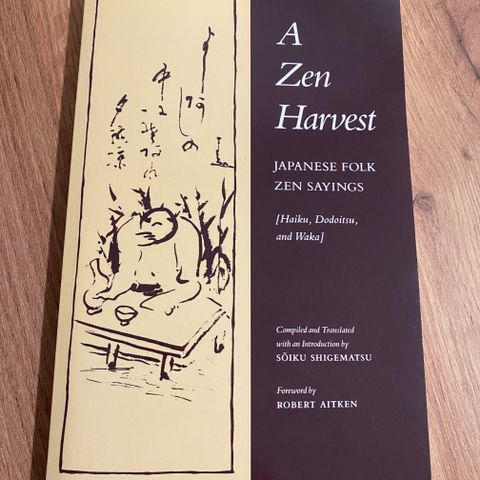 A
Zen
Harvest
JAPANESE FOLK
ZEN SAYINGS
[Haiku, Dodoitsu,
and Waka]
Compiled and Translated
with an Introduction by
SŌIKU SHIGEMATSU
Foreword by
ROBERT AITKEN